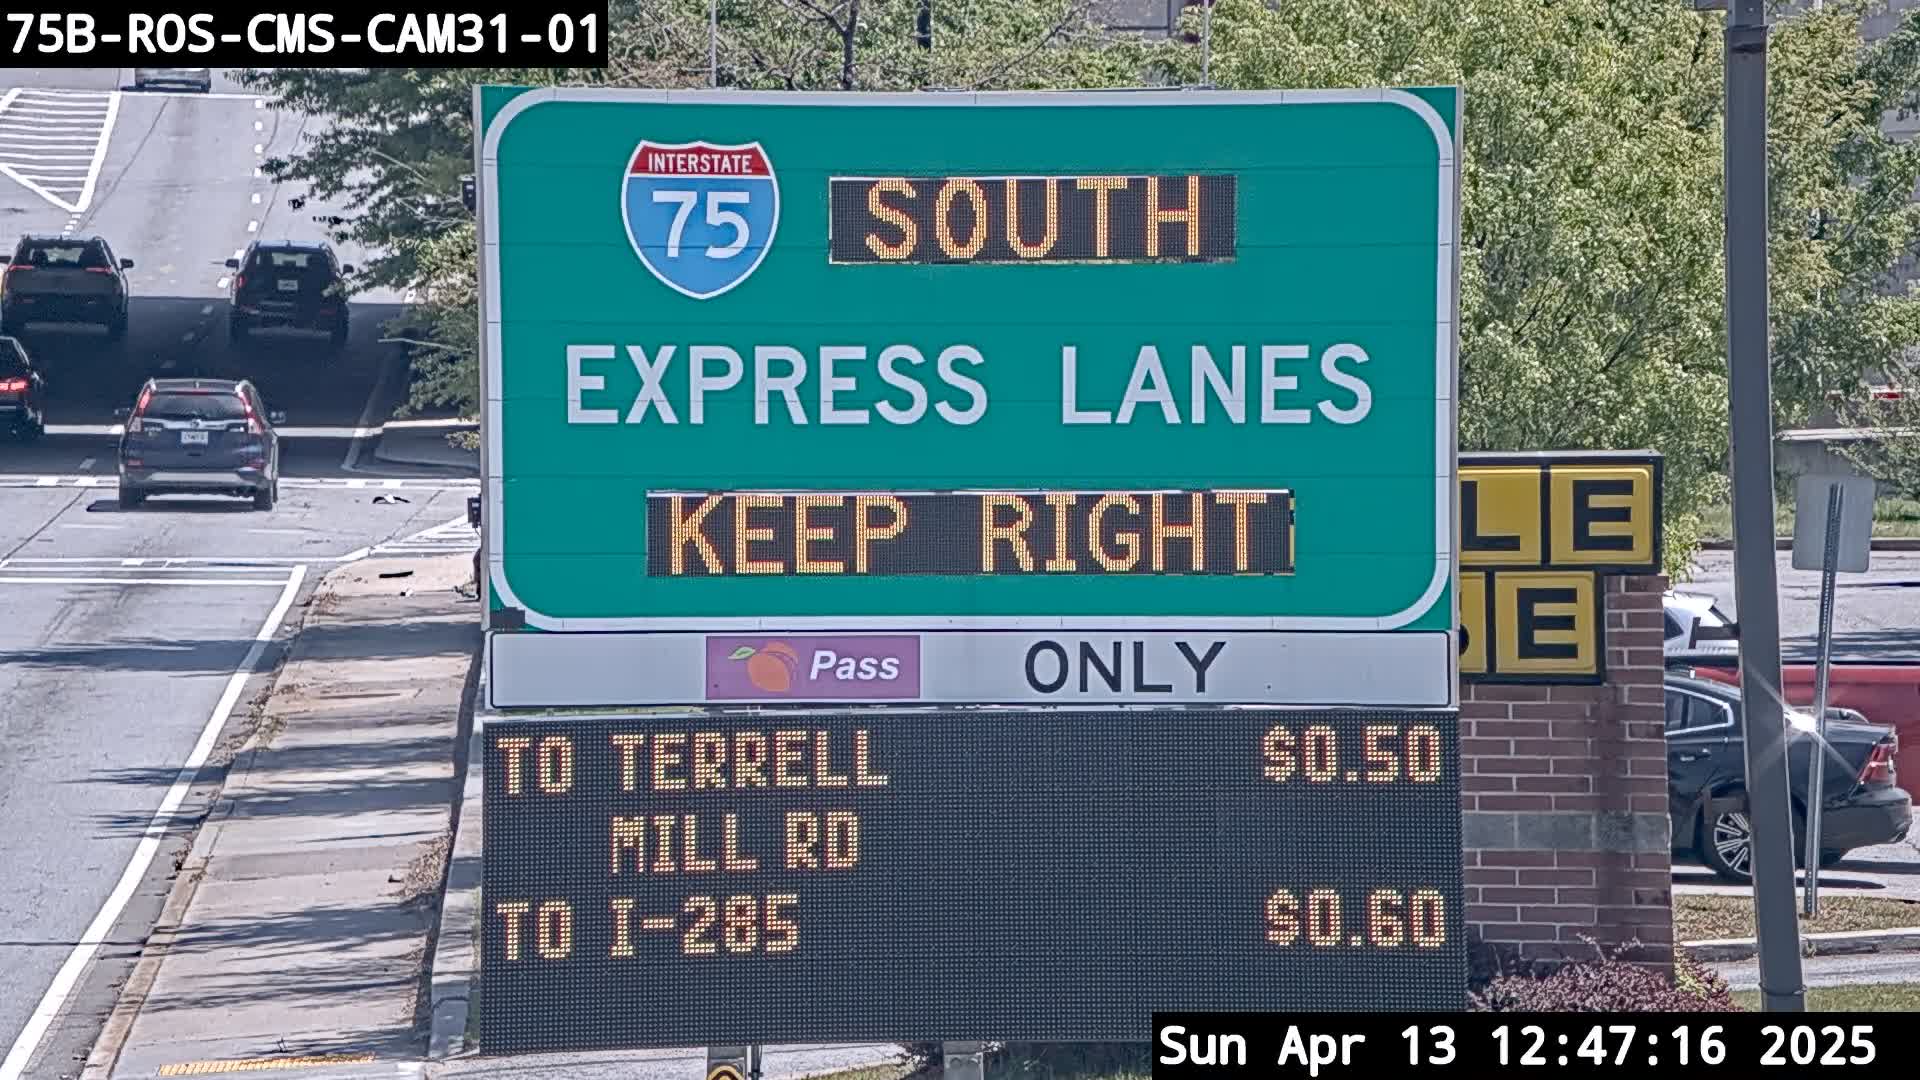 75B-ROS-CMS-CAM31-01
INTERSTATE
75
SOUTH
EXPRESS LANES
KEEP RIGHT
Pass ONLY
TO TERRELL $0.50
MILL RD
TO I-285 $0.60
LE
E
Sun Apr 13 12:47:16 2025